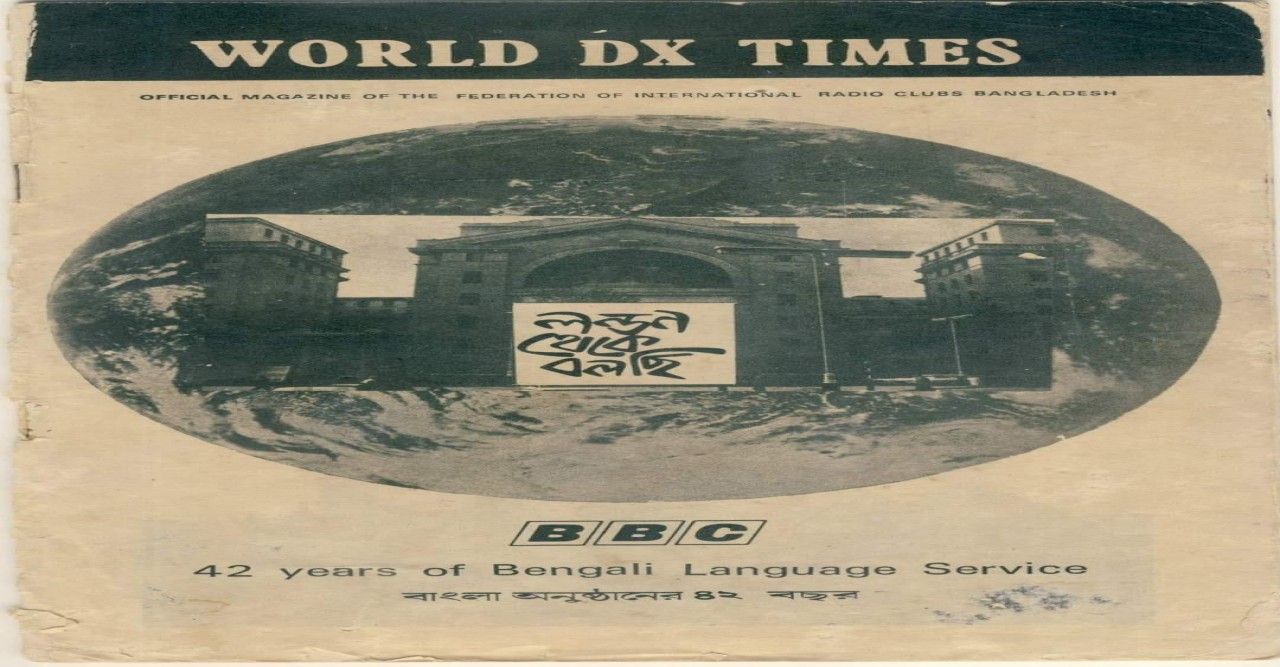 WORLD DX TIMES
OFFICIAL MAGAZINE OF THE FEDERATION OF INTERNATIONAL RADIO CLUBS BANGLADESH
লন্ডন
থেকে
বলছি
BBC
42 years of Bengali Language Service
বাংলা অনুষ্ঠানের ৪২ বছর